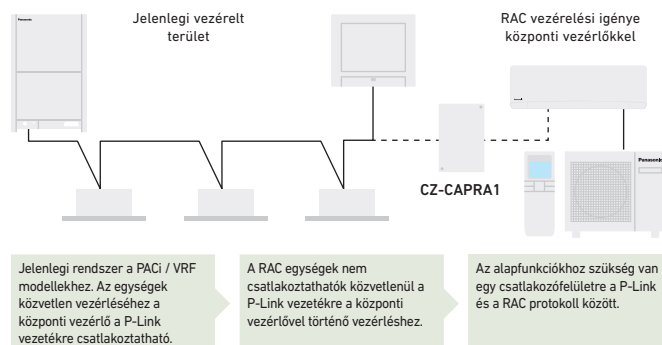 Jelenlegi vezérelt
terület
RAC vezérelési igénye
központi vezérlőkkel
Panasonic
CZ-CAPRA1
Panasonic
Jelenlegi rendszer a PACi / VRF
modellekhez. Az egységek
közvetlen vezérléséhez a
központi vezérlő a P-Link
vezetékre csatlakoztatható.
A RAC egységek nem
csatlakoztathatók közvetlenül a
P-Link vezetékre a központi
vezérlővel történő vezérléshez.
Az alapfunkciókhoz szükség van
egy csatlakozófelületre a P-Link
és a RAC protokoll között.